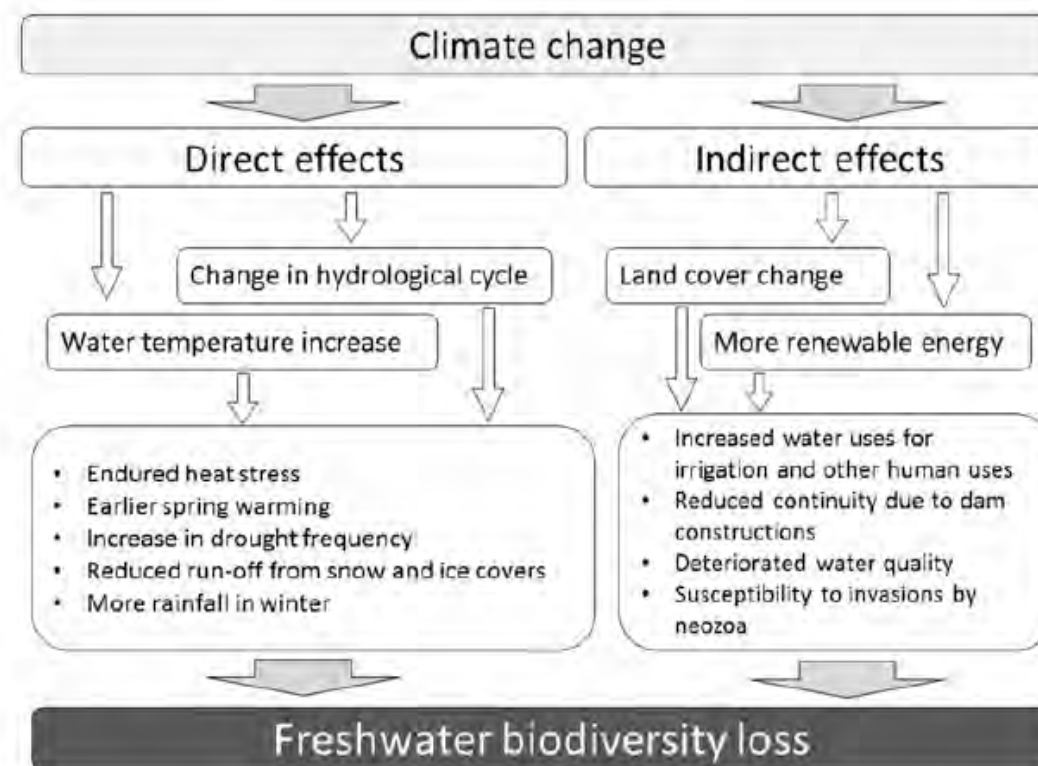 Climate change
Direct effects
Indirect effects
Change in hydrological cycle
Land cover change
Water temperature increase
More renewable energy
• Endured heat stress
• Earlier spring warming
• Increase in drought frequency
• Reduced run-off from snow and ice covers
• More rainfall in winter
• Increased water uses for
irrigation and other human uses
• Reduced continuity due to dam
constructions
• Deteriorated water quality
• Susceptibility to invasions by
neozoa
Freshwater biodiversity loss